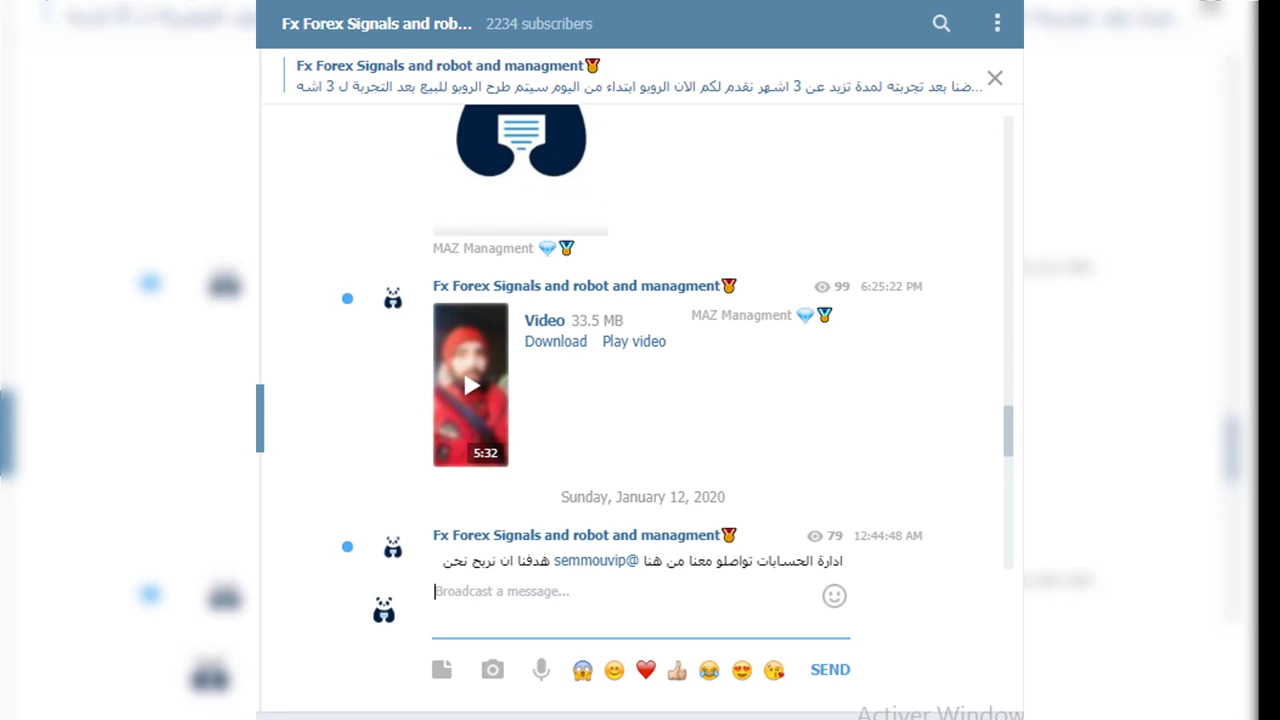 Fx Forex Signals and rob... 2234 subscribers
Fx Forex Signals and robot and managment
ضنا بعد تجربته لمدة تزيد عن 3 اشهر نقدم لكم الان الروبو ابتداء من اليوم سيتم طرح الروبو للبيع بعد التجربة ل 3 اشه...
MAZ Managment
Fx Forex Signals and robot and managment 99 6:25:22 PM
Video 33.5 MB MAZ Managment
Download Play video
5:32
Sunday, January 12, 2020
Fx Forex Signals and robot and managment 79 12:44:48 AM
ادارة الحسابات تواصلو معنا من هنا @semmouvip هدفنا ان نربح نحن
Broadcast a message...
SEND
Activer Window